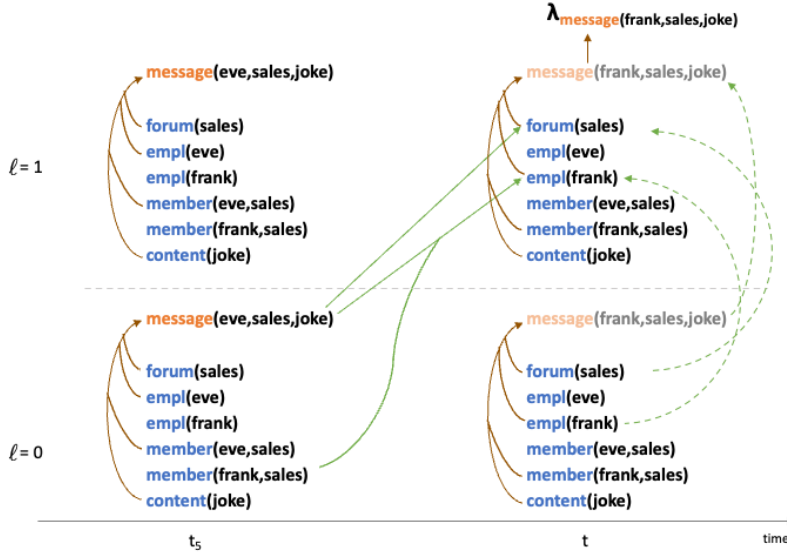 λmessage(frank,sales,joke)
message(eve,sales,joke)
message(frank,sales,joke)
ℓ = 1
forum(sales)
empl(eve)
empl(frank)
member(eve,sales)
member(frank,sales)
content(joke)
forum(sales)
empl(eve)
empl(frank)
member(eve,sales)
member(frank,sales)
content(joke)
message(eve,sales,joke)
message(frank,sales,joke)
ℓ = 0
forum(sales)
empl(eve)
empl(frank)
member(eve,sales)
member(frank,sales)
content(joke)
forum(sales)
empl(eve)
empl(frank)
member(eve,sales)
member(frank,sales)
content(joke)
t5
t
time